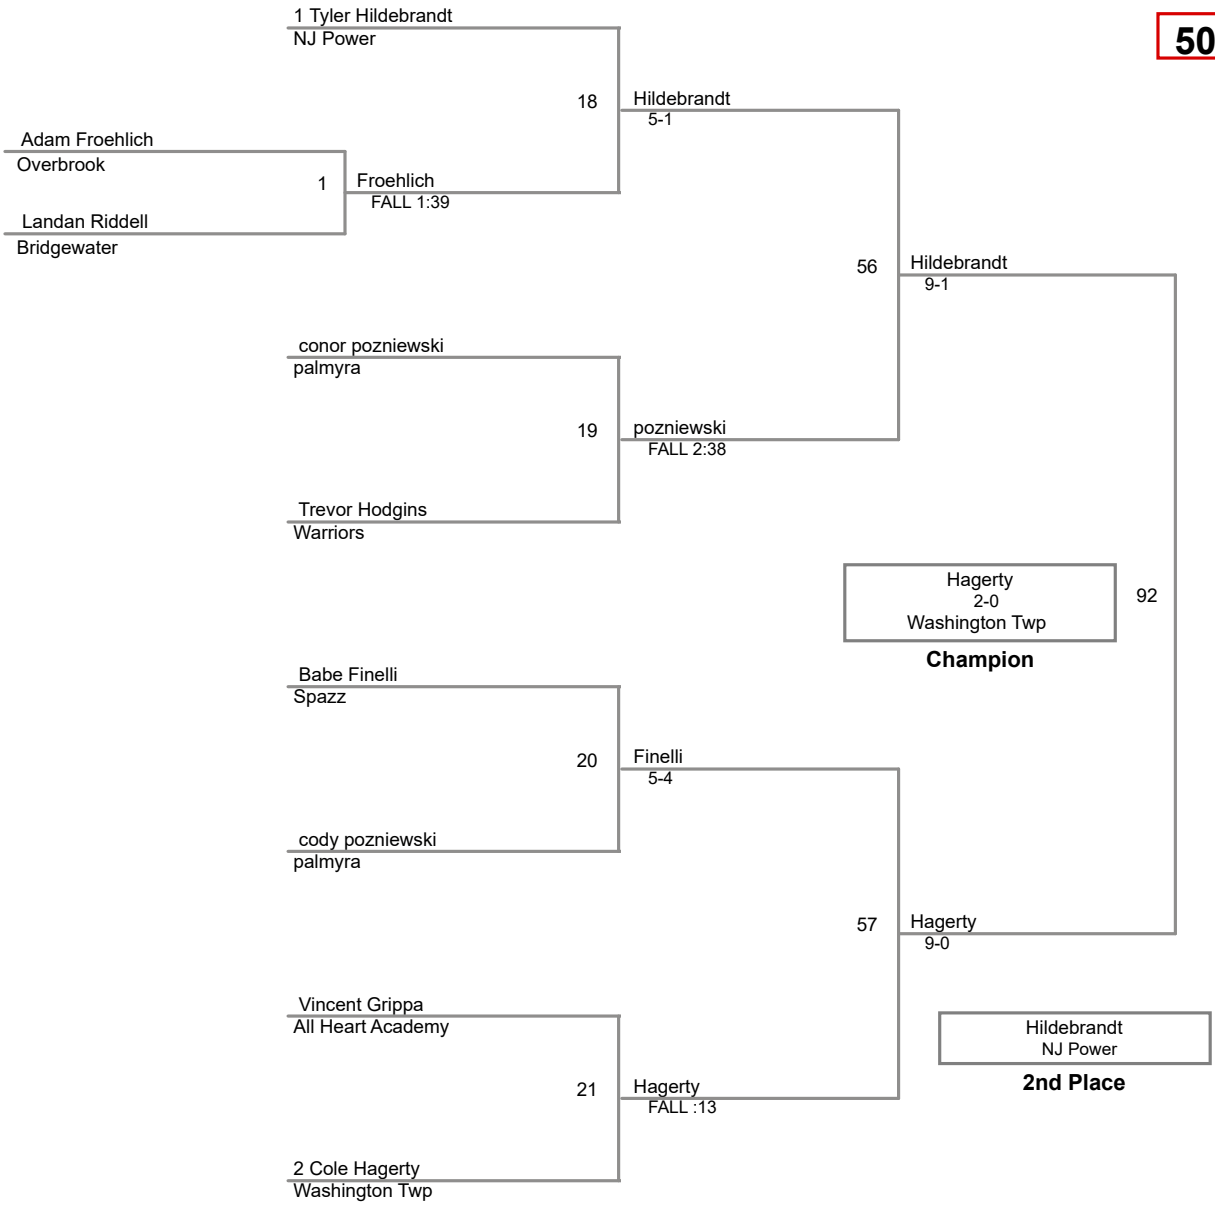 1 Tyler Hildebrandt
NJ Power
50
18
Hildebrandt
5-1
Adam Froehlich
Overbrook
1
Froehlich
FALL 1:39
Landan Riddell
Bridgewater
56
Hildebrandt
9-1
conor pozniewski
palmyra
19
pozniewski
FALL 2:38
Trevor Hodgins
Warriors
Hagerty
2-0
Washington Twp
92
Champion
Babe Finelli
Spazz
20
Finelli
5-4
cody pozniewski
palmyra
57
Hagerty
9-0
Vincent Grippa
All Heart Academy
Hildebrandt
NJ Power
2nd Place
21
Hagerty
FALL :13
2 Cole Hagerty
Washington Twp